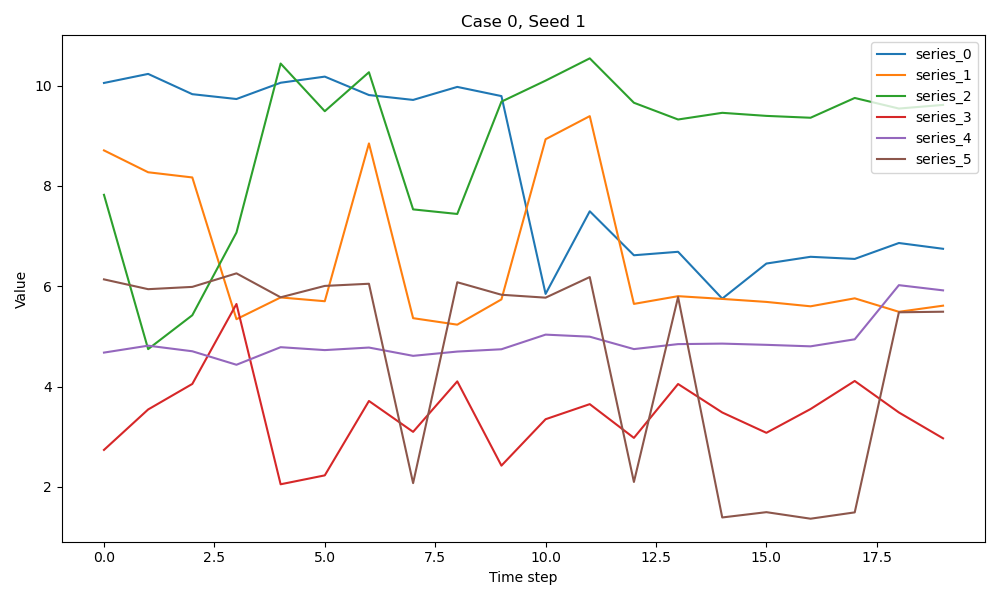 Case 0, Seed 1
series_0
series_1
series_2
series_3
series_4
series_5
10
8
6
4
2
Value
0.0 2.5 5.0 7.5 10.0 12.5 15.0 17.5
Time step